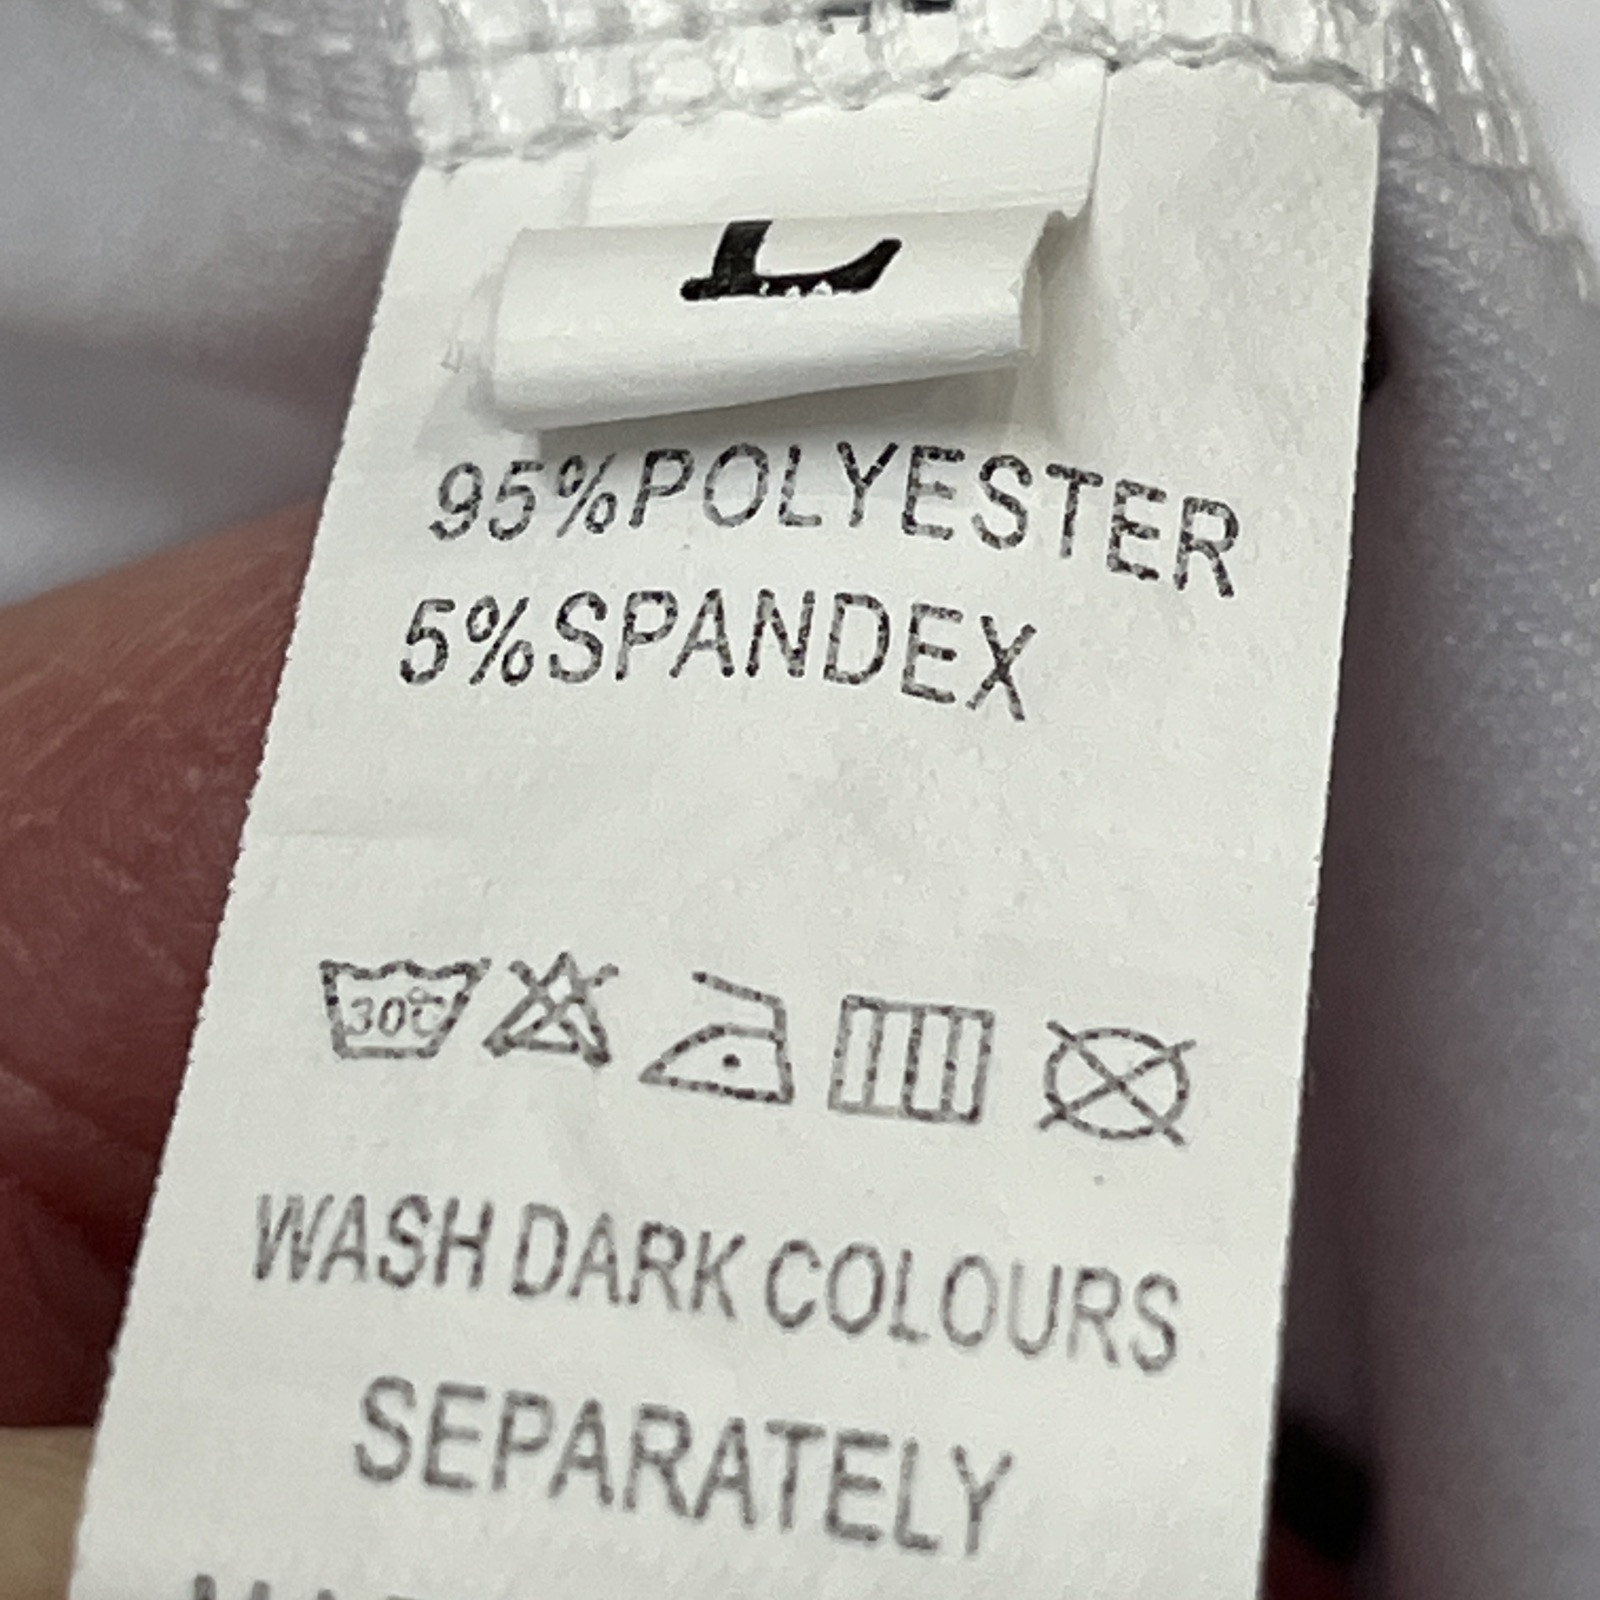 L
95%POLYESTER
5%SPANDEX
30℃
WASH DARK COLOURS
SEPARATELY